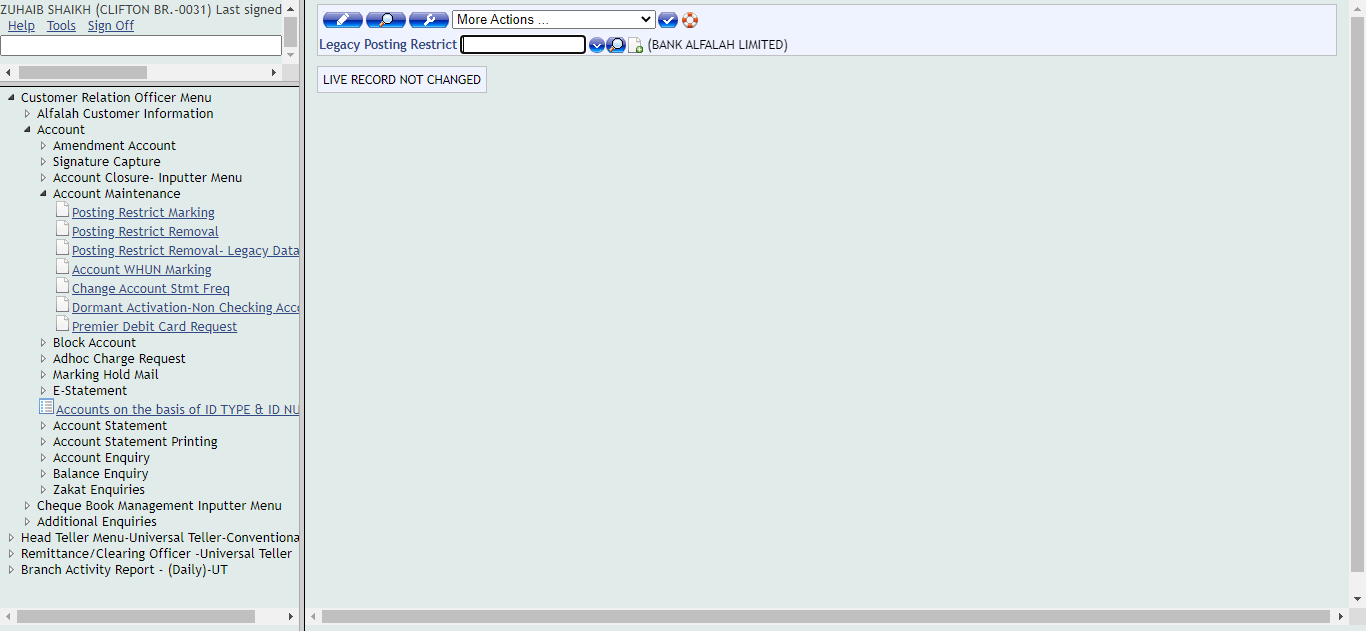 ZUHAIB SHAIKH (CLIFTON BR.-0031) Last signed
Help Tools Sign Off
More Actions ...
Legacy Posting Restrict (BANK ALFALAH LIMITED)
LIVE RECORD NOT CHANGED
Customer Relation Officer Menu
Alfalah Customer Information
Account
Amendment Account
Signature Capture
Account Closure- Inputter Menu
Account Maintenance
Posting Restrict Marking
Posting Restrict Removal
Posting Restrict Removal- Legacy Data
Account WHUN Marking
Change Account Stmt Freq
Dormant Activation-Non Checking Acco
Premier Debit Card Request
Block Account
Adhoc Charge Request
Marking Hold Mail
E-Statement
Accounts on the basis of ID TYPE & ID NU
Account Statement
Account Statement Printing
Account Enquiry
Balance Enquiry
Zakat Enquiries
Cheque Book Management Inputter Menu
Additional Enquiries
Head Teller Menu-Universal Teller-Conventiona
Remittance/Clearing Officer -Universal Teller
Branch Activity Report - (Daily)-UT